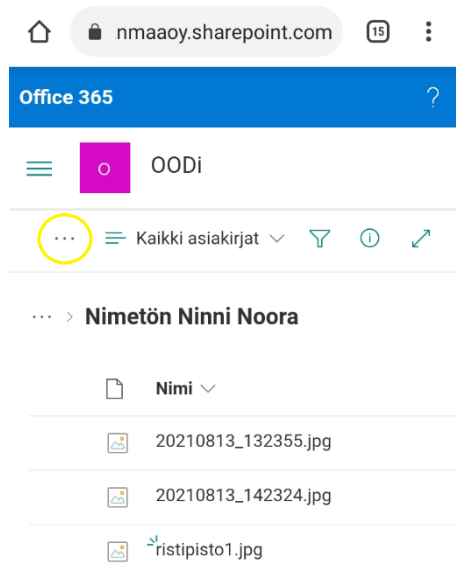 .nmaaoy.sharepoint.com 15
Office 365 ?
O OODi
... Kaikki asiakirjat
... > Nimetön Ninni Noora
Nimi
20210813_132355.jpg
20210813_142324.jpg
ristipisto1.jpg